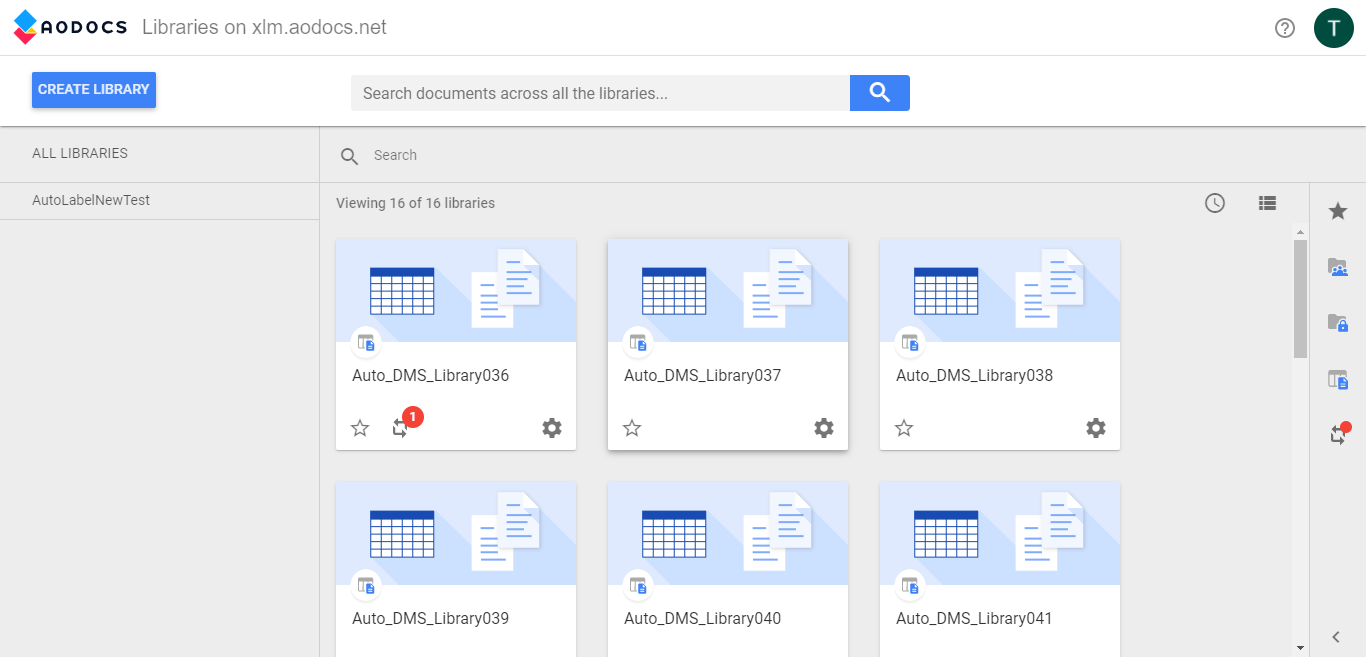 AODOCS Libraries on xlm.aodocs.net
T
CREATE LIBRARY
Search documents across all the libraries...
ALL LIBRARIES
Search
AutoLabelNewTest
Viewing 16 of 16 libraries
Auto_DMS_Library036
Auto_DMS_Library037
Auto_DMS_Library038
1
Auto_DMS_Library039
Auto_DMS_Library040
Auto_DMS_Library041